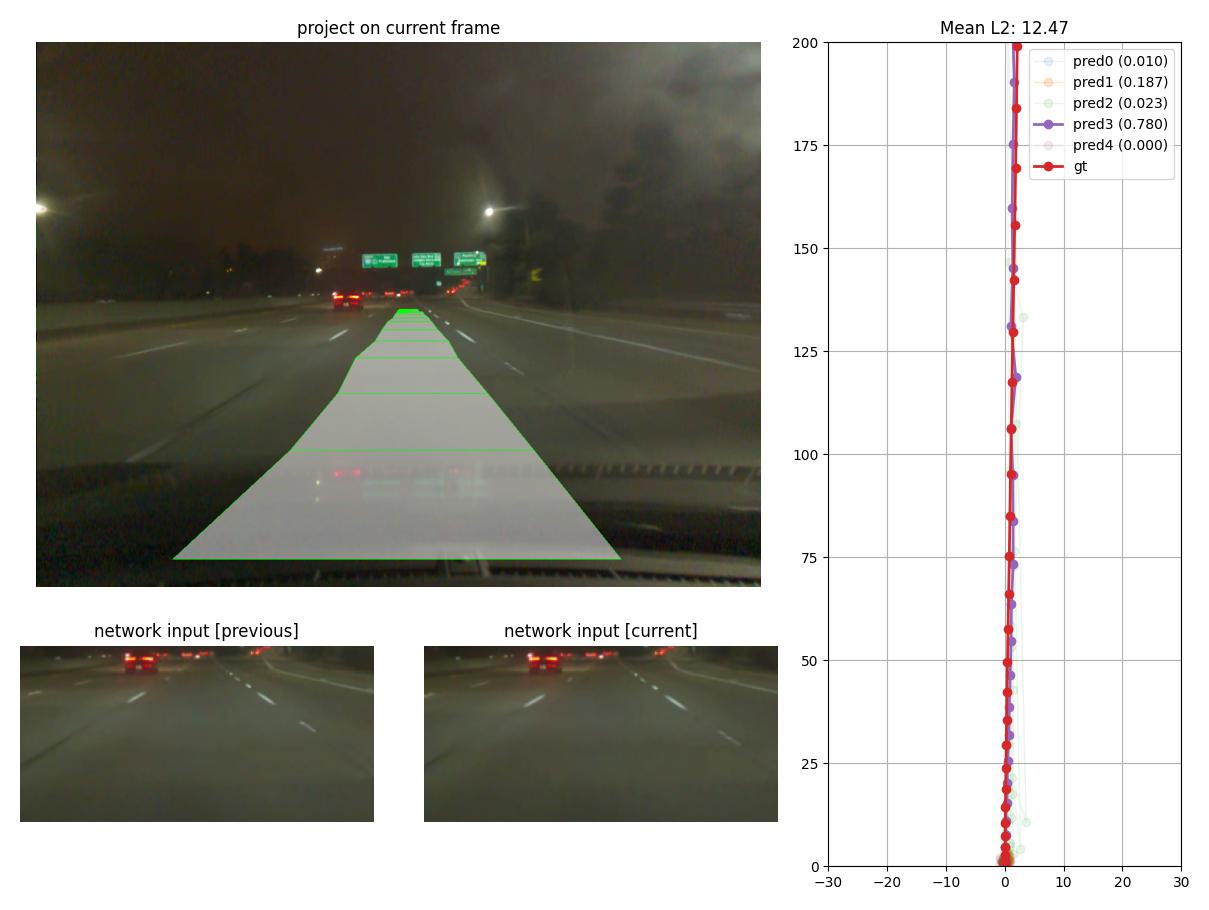 project on current frame
Mean L2: 12.47
200
175
150
125
100
75
50
25
0
−30
−20
−10
0
10
20
30
pred0 (0.010)
pred1 (0.187)
pred2 (0.023)
pred3 (0.780)
pred4 (0.000)
gt
network input [previous]
network input [current]